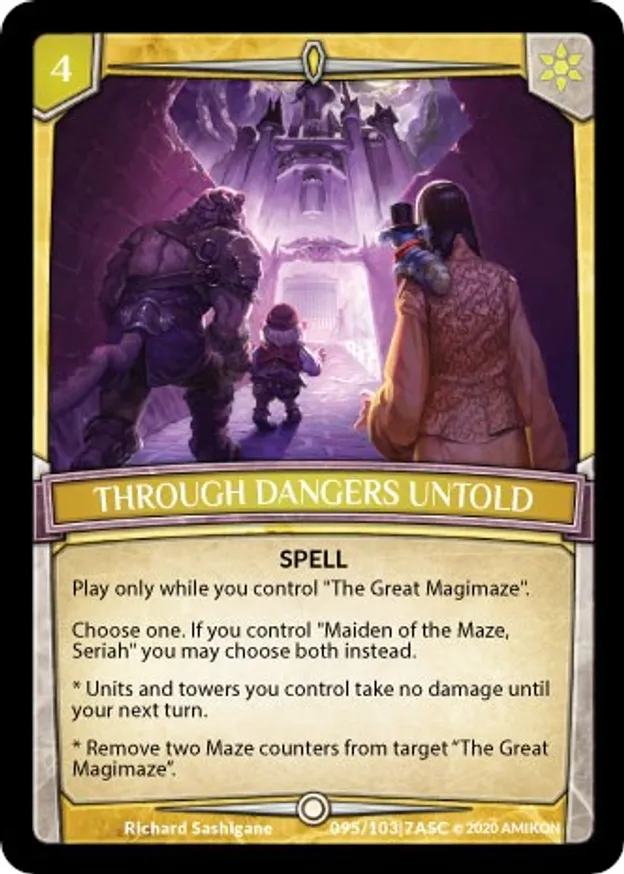 4
THROUGH DANGERS UNTOLD
SPELL
Play only while you control "The Great Magimaze".
Choose one. If you control "Maiden of the Maze,
Seriah" you may choose both instead.
* Units and towers you control take no damage until
your next turn.
* Remove two Maze counters from target “The Great
Magimaze”.
Richard Sashigane 095/103|7ASC © 2020 AMIKON